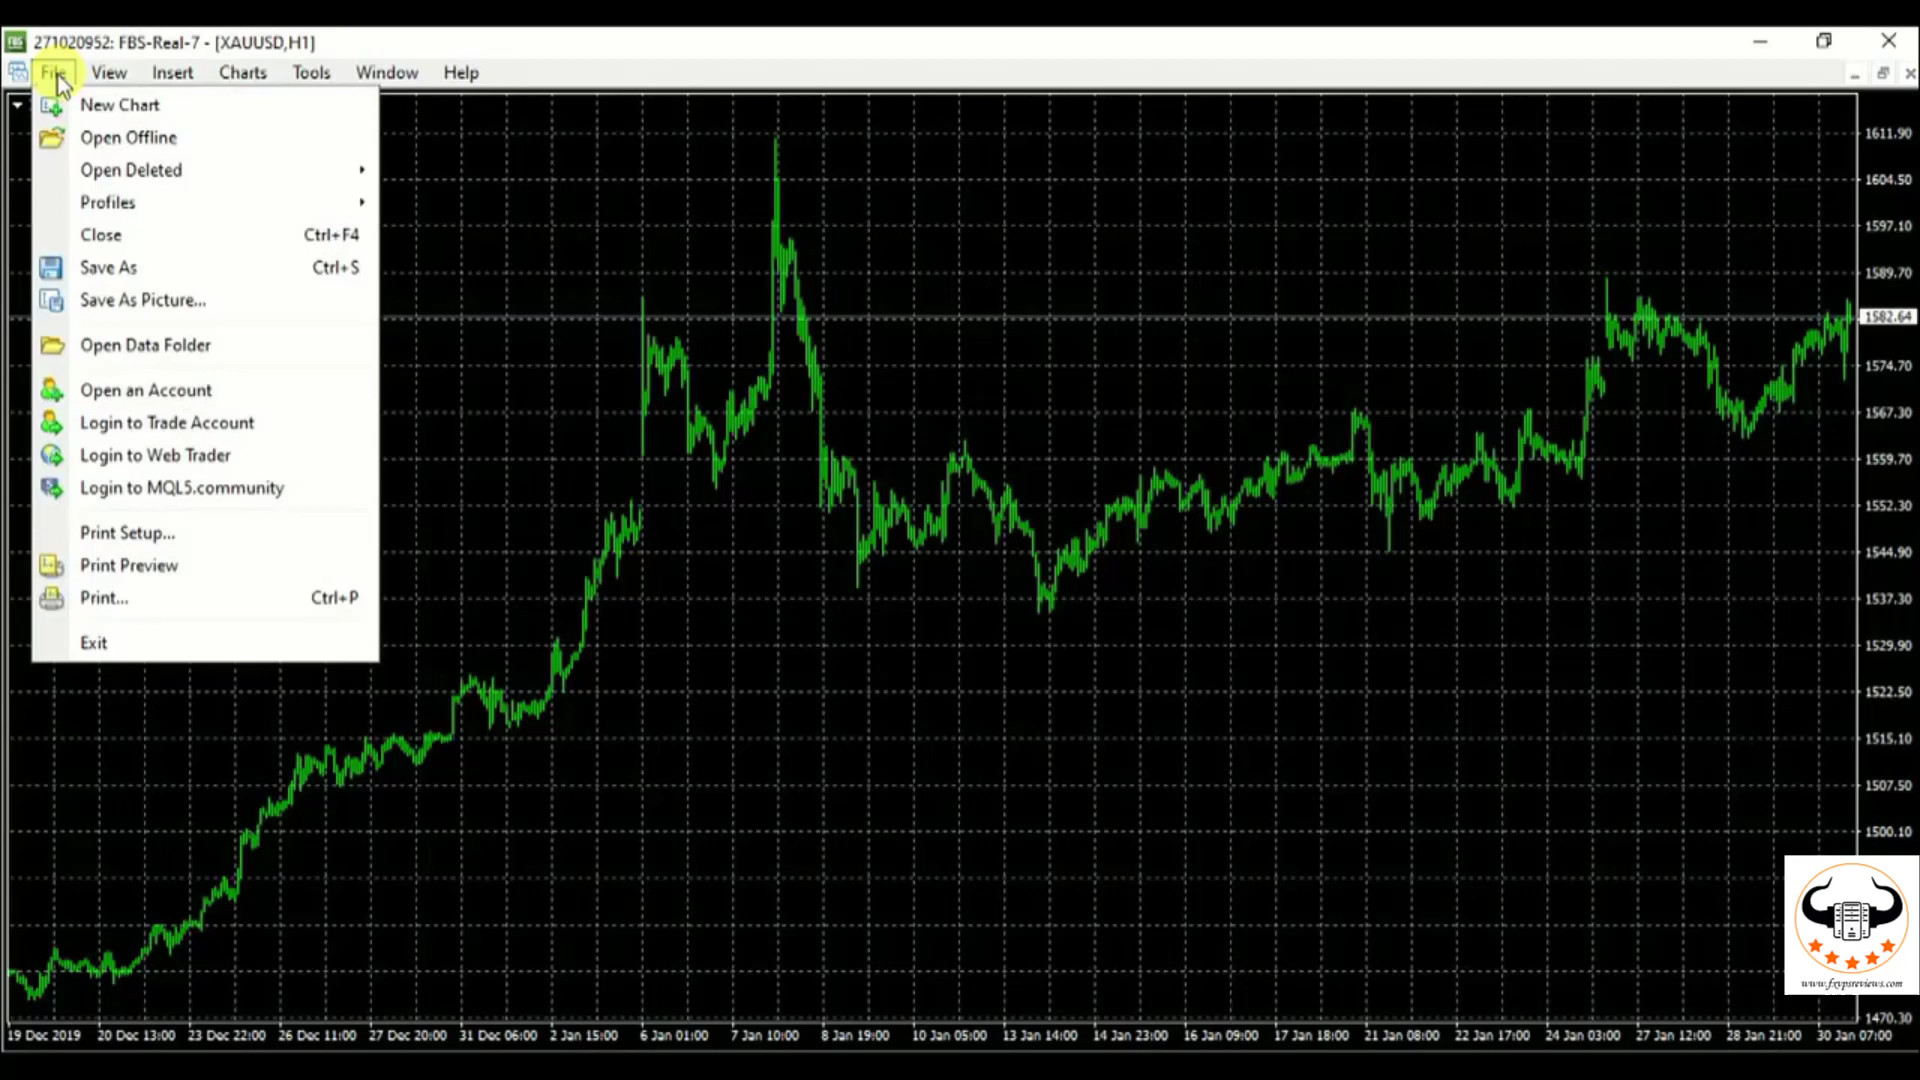 271020952: FBS-Real-7 - [XAUUSD,H1]
File View Insert Charts Tools Window Help
New Chart
Open Offline
Open Deleted
Profiles
Close Ctrl+F4
Save As Ctrl+S
Save As Picture...
Open Data Folder
Open an Account
Login to Trade Account
Login to Web Trader
Login to MQL5.community
Print Setup...
Print Preview
Print... Ctrl+P
Exit
1611.90
1604.50
1597.10
1589.70
1582.64
1574.70
1567.30
1559.70
1552.30
1544.90
1537.30
1529.90
1522.50
1515.10
1507.50
1500.10
1470.30
www.fxvpsreviews.com
19 Dec 2019 20 Dec 13:00 23 Dec 22:00 26 Dec 11:00 27 Dec 20:00 31 Dec 06:00 2 Jan 15:00 6 Jan 01:00 7 Jan 10:00 8 Jan 19:00 10 Jan 05:00 13 Jan 14:00 14 Jan 23:00 16 Jan 09:00 17 Jan 18:00 21 Jan 08:00 22 Jan 17:00 24 Jan 03:00 27 Jan 12:00 28 Jan 21:00 30 Jan 07:00